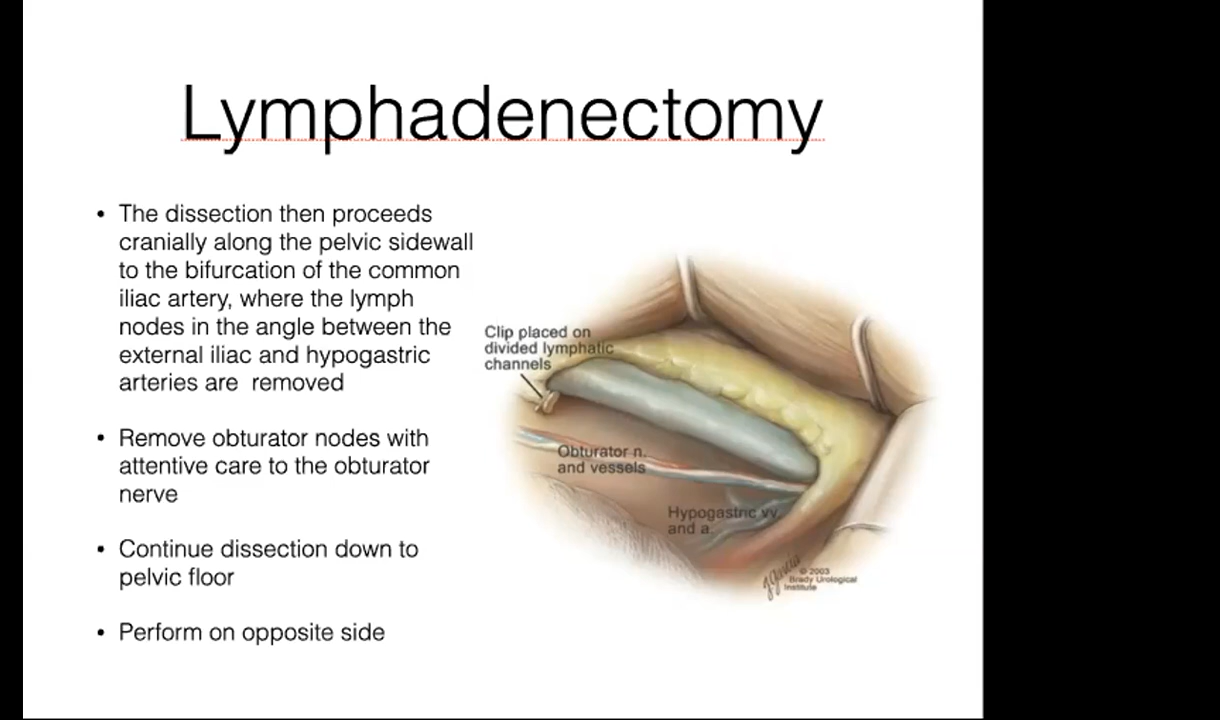 Lymphadenectomy
• The dissection then proceeds
cranially along the pelvic sidewall
to the bifurcation of the common
iliac artery, where the lymph
nodes in the angle between the
external iliac and hypogastric
arteries are  removed
• Remove obturator nodes with
attentive care to the obturator
nerve
• Continue dissection down to
pelvic floor
• Perform on opposite side
Clip placed on
divided lymphatic
channels
Obturator n.
and vessels
Hypogastric vv.
and a.
© 2003
Brady Urological
Institute